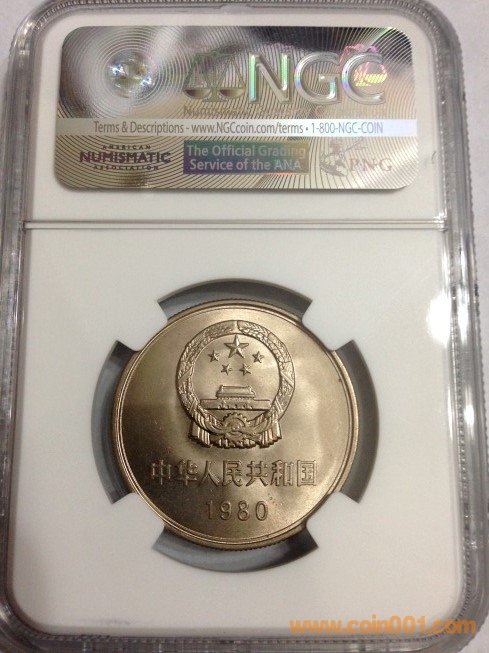 NGC
Numismatic
Terms & Descriptions - www.NGCcoin.com/terms • 1-800-NGC-COIN
AMERICAN
NUMISMATIC
ASSOCIATION
The Official Grading
Service of the ANA
PNG
中华人民共和国
1980
www.coin001.com